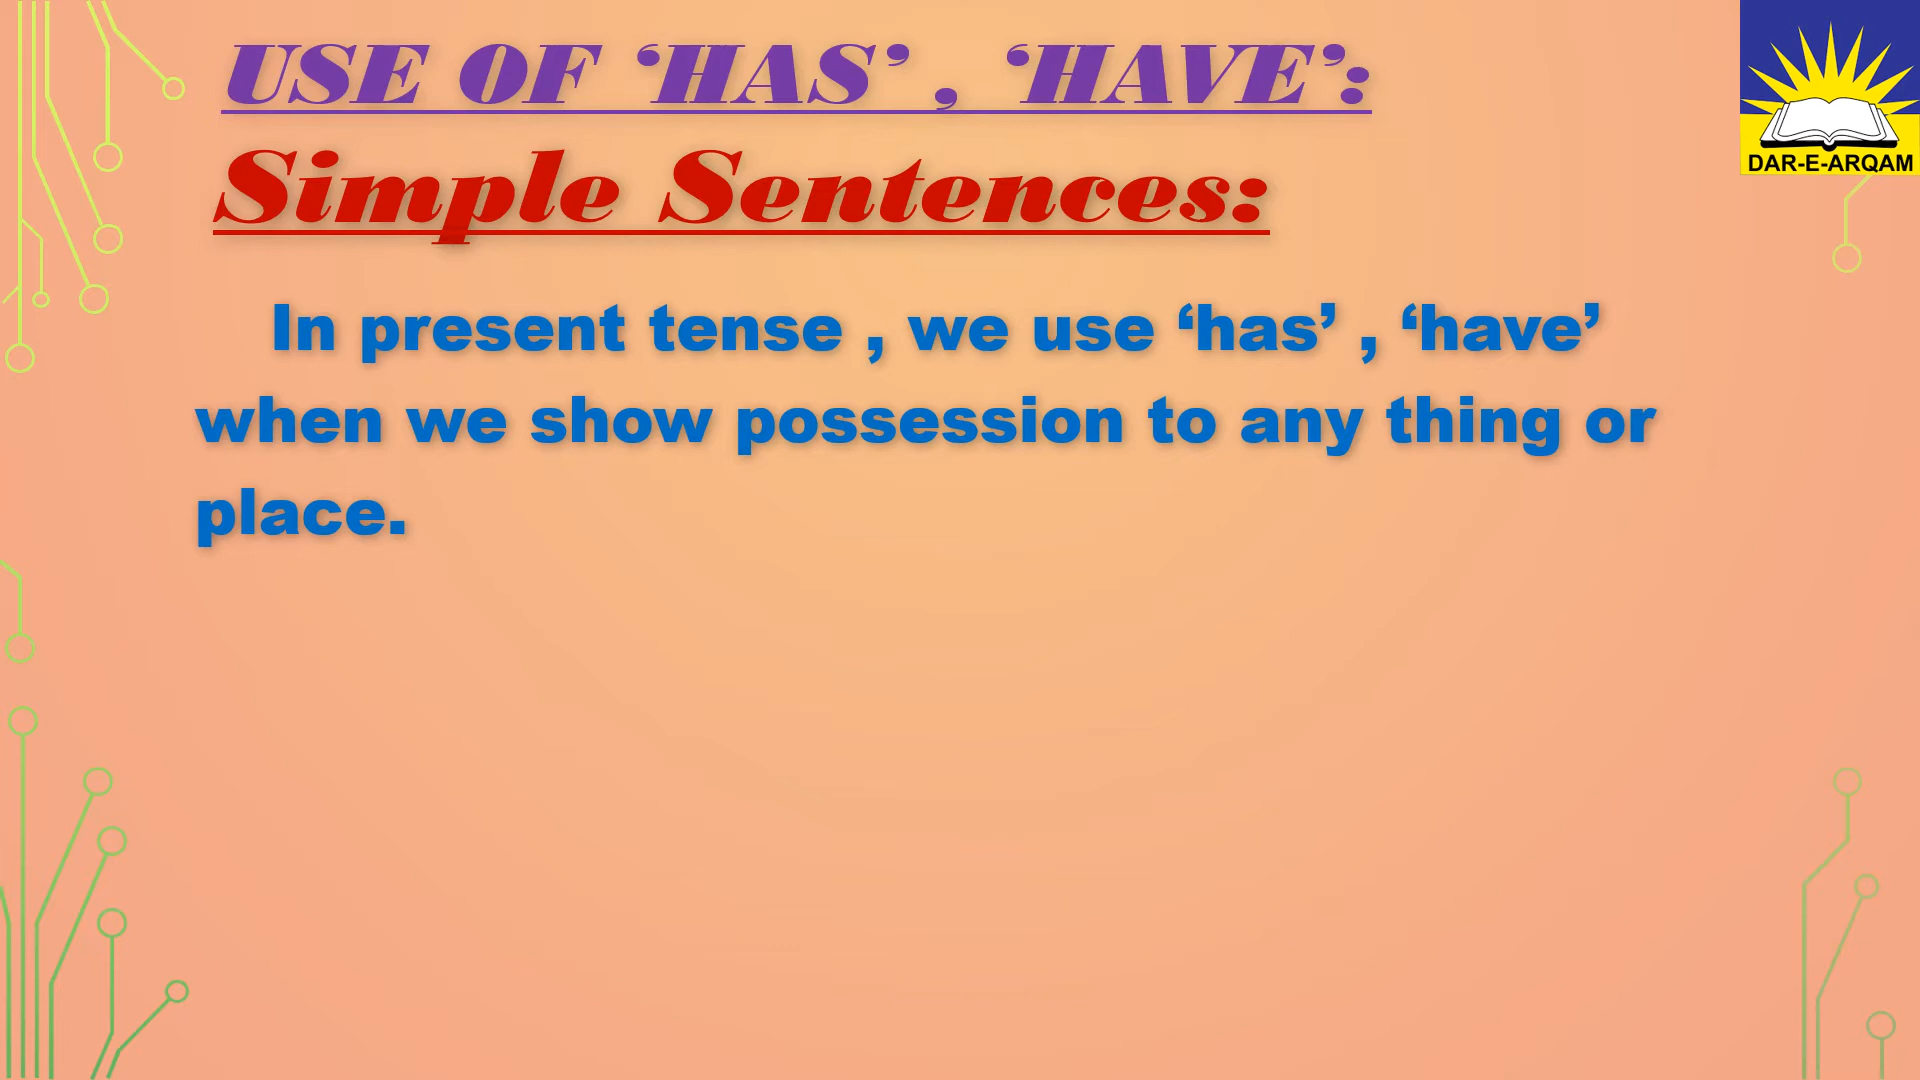 USE OF ‘HAS’ , ‘HAVE’:
Simple Sentences:
In present tense , we use ‘has’ , ‘have’
when we show possession to any thing or
place.
DAR-E-ARQAM